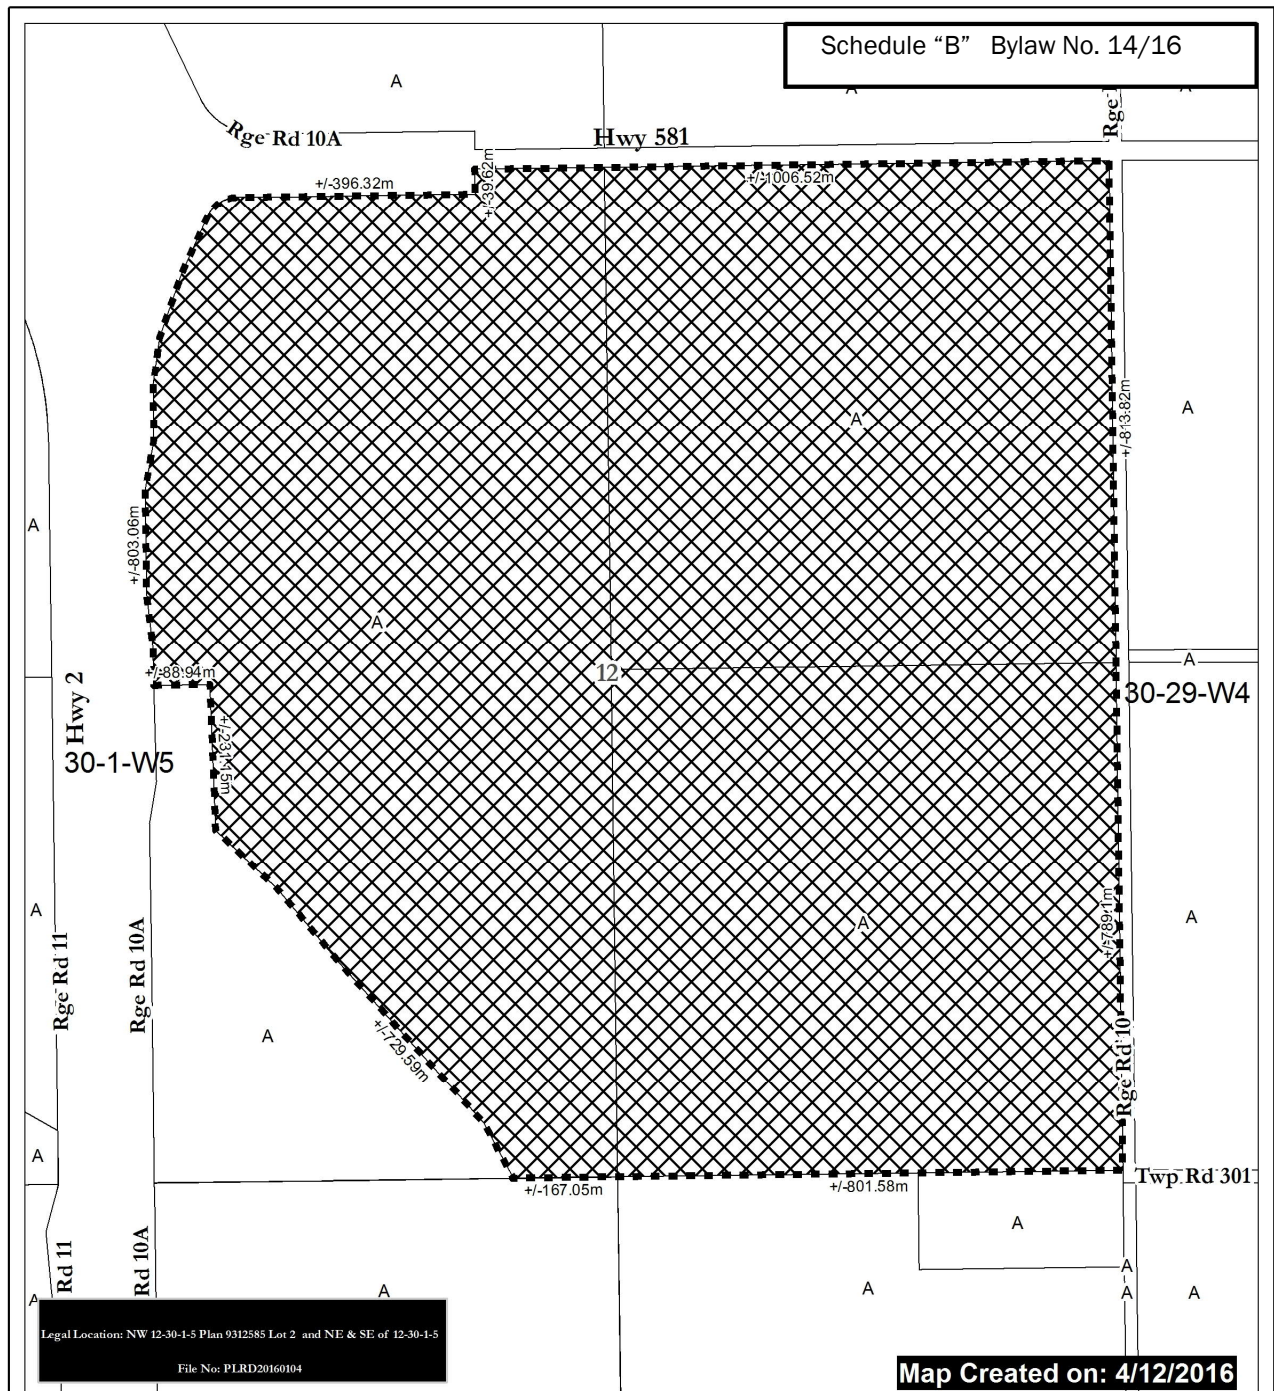 Schedule “B” Bylaw No. 14/16
A
A
A
Rge
Rge Rd 10A
Hwy 581
+/-396.32m
+/-39.62m
+/-1006.52m
+/-813.82m
A
A
A
+/-803.06m
A
+/-88.94m
12
A
30-29-W4
Hwy 2
30-1-W5
+/-231.15m
A
A
A
+/-789.1m
Rge Rd 11
Rge Rd 10A
A
+/-729.59m
Rge Rd 10
A
Twp Rd 301
+/-167.05m
+/-801.58m
A
Rd 11
Rd 10A
A
A
A
A
A
A
Legal Location: NW 12-30-1-5 Plan 9312585 Lot 2 and NE & SE of 12-30-1-5
File No: PLRD20160104
Map Created on: 4/12/2016